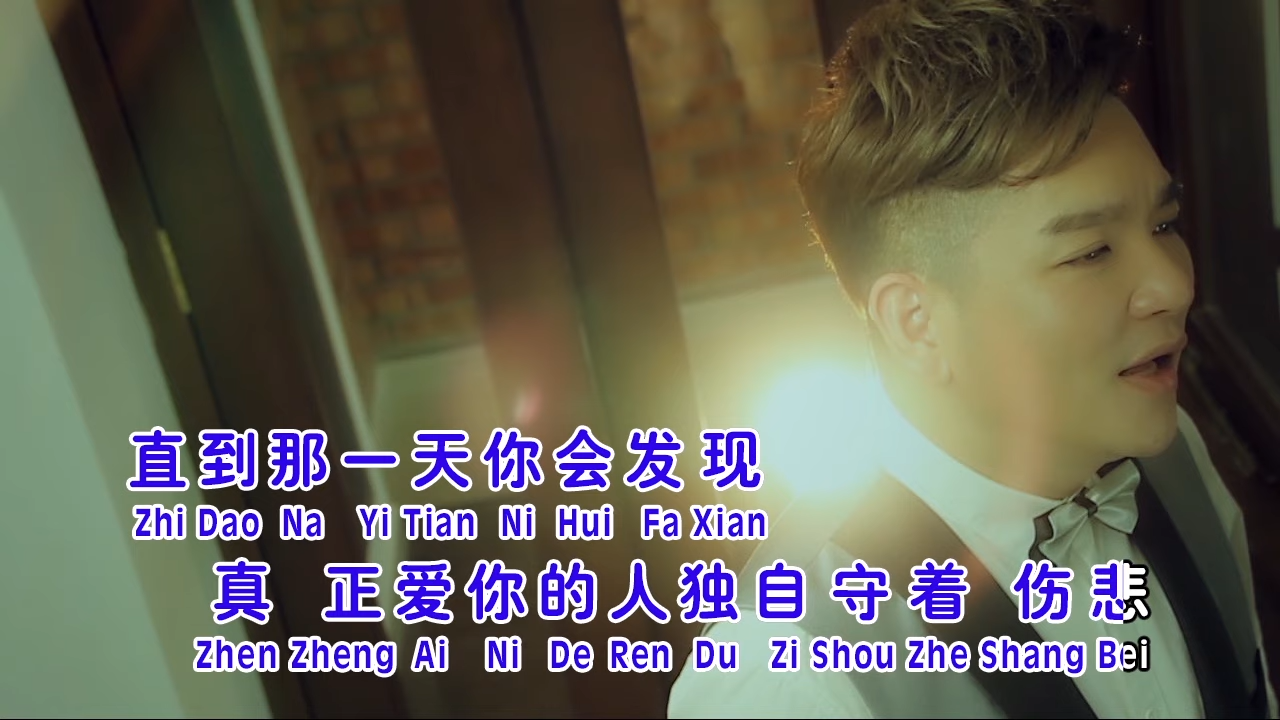 直到那一天你会发现
Zhi Dao Na Yi Tian Ni Hui Fa Xian
真 正爱你的人独自守着 伤悲
Zhen Zheng Ai Ni De Ren Du Zi Shou Zhe Shang Bei